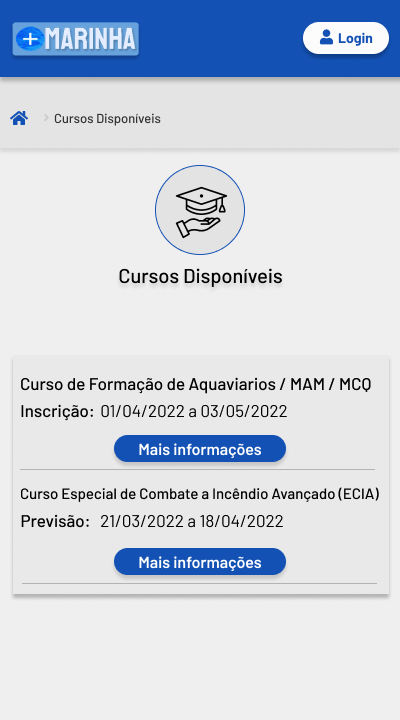 +MARINHA
Login
Cursos Disponíveis
Cursos Disponíveis
Curso de Formação de Aquaviarios / MAM / MCQ
Inscrição: 01/04/2022 a 03/05/2022
Mais informações
Curso Especial de Combate a Incêndio Avançado (ECIA)
Previsão: 21/03/2022 a 18/04/2022
Mais informações